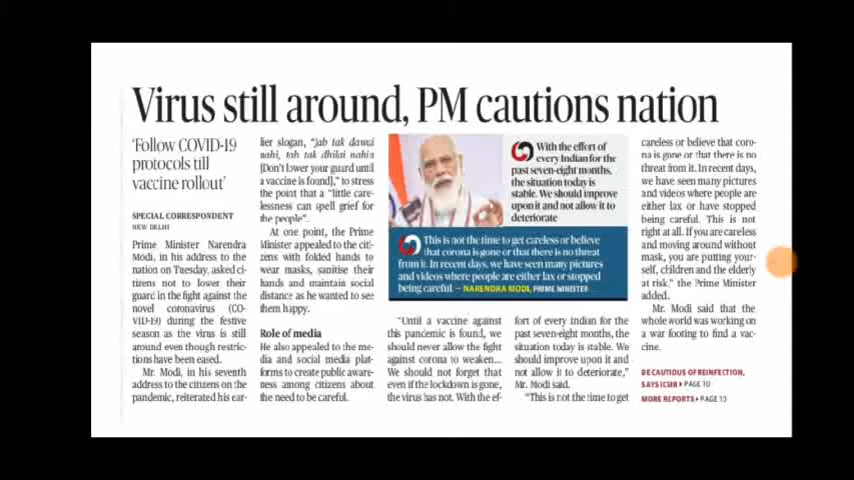 Virus still around, PM cautions nation
'Follow COVID-19
protocols till
vaccine rollout'
SPECIAL CORRESPONDENT
NEW DELHI
Prime Minister Narendra
Modi, in his address to the
nation on Tuesday, asked ci-
tizens not to lower their
guard in the fight against the
novel coronavirus (CO-
VID-19) during the festive
season as the virus is still
around even though restric-
tions have been eased.
Mr. Modi, in his seventh
address to the citizens on the
pandemic, reiterated his ear-
lier slogan, "jab tak dawai
nahi, tab tak dhilai nahin
[Don't lower your guard until
a vaccine is found]," to stress
the point that a "little care-
lessness can spell grief for
the people".
At one point, the Prime
Minister appealed to the citi-
zens with folded hands to
wear masks, sanitise their
hands and maintain social
distance as he wanted to see
them happy.
Role of media
He also appealed to the me-
dia and social media plat-
forms to create public aware-
ness among citizens about
the need to be careful.
With the effort of
every Indian for the
past seven-eight months,
the situation today is
stable. We should improve
upon it and not allow it to
deteriorate
This is not the time to get careless or believe
that corona is gone or that there is no threat
from it. In recent days, we have seen many pictures
and videos where people are either lax or stopped
being careful – NARENDRA MODI, PRIME MINISTER
"Until a vaccine against
this pandemic is found, we
should never allow the fight
against corona to weaken...
We should not forget that
even if the lockdown is gone,
the virus has not. With the ef-
fort of every Indian for the
past seven-eight months, the
situation today is stable. We
should improve upon it and
not allow it to deteriorate,"
Mr. Modi said.
"This is not the time to get
careless or believe that coro-
na is gone or that there is no
threat from it. In recent days,
we have seen many pictures
and videos where people are
either lax or have stopped
being careful. This is not
right at all. If you are careless
and moving around without
mask, you are putting your-
self, children and the elderly
at risk," the Prime Minister
added.
Mr. Modi said that the
whole world was working on
a war footing to find a vac-
cine.
BE CAUTIOUS OF REINFECTION,
SAYS ICMR ▸ PAGE 10
MORE REPORTS ▸ PAGE 13